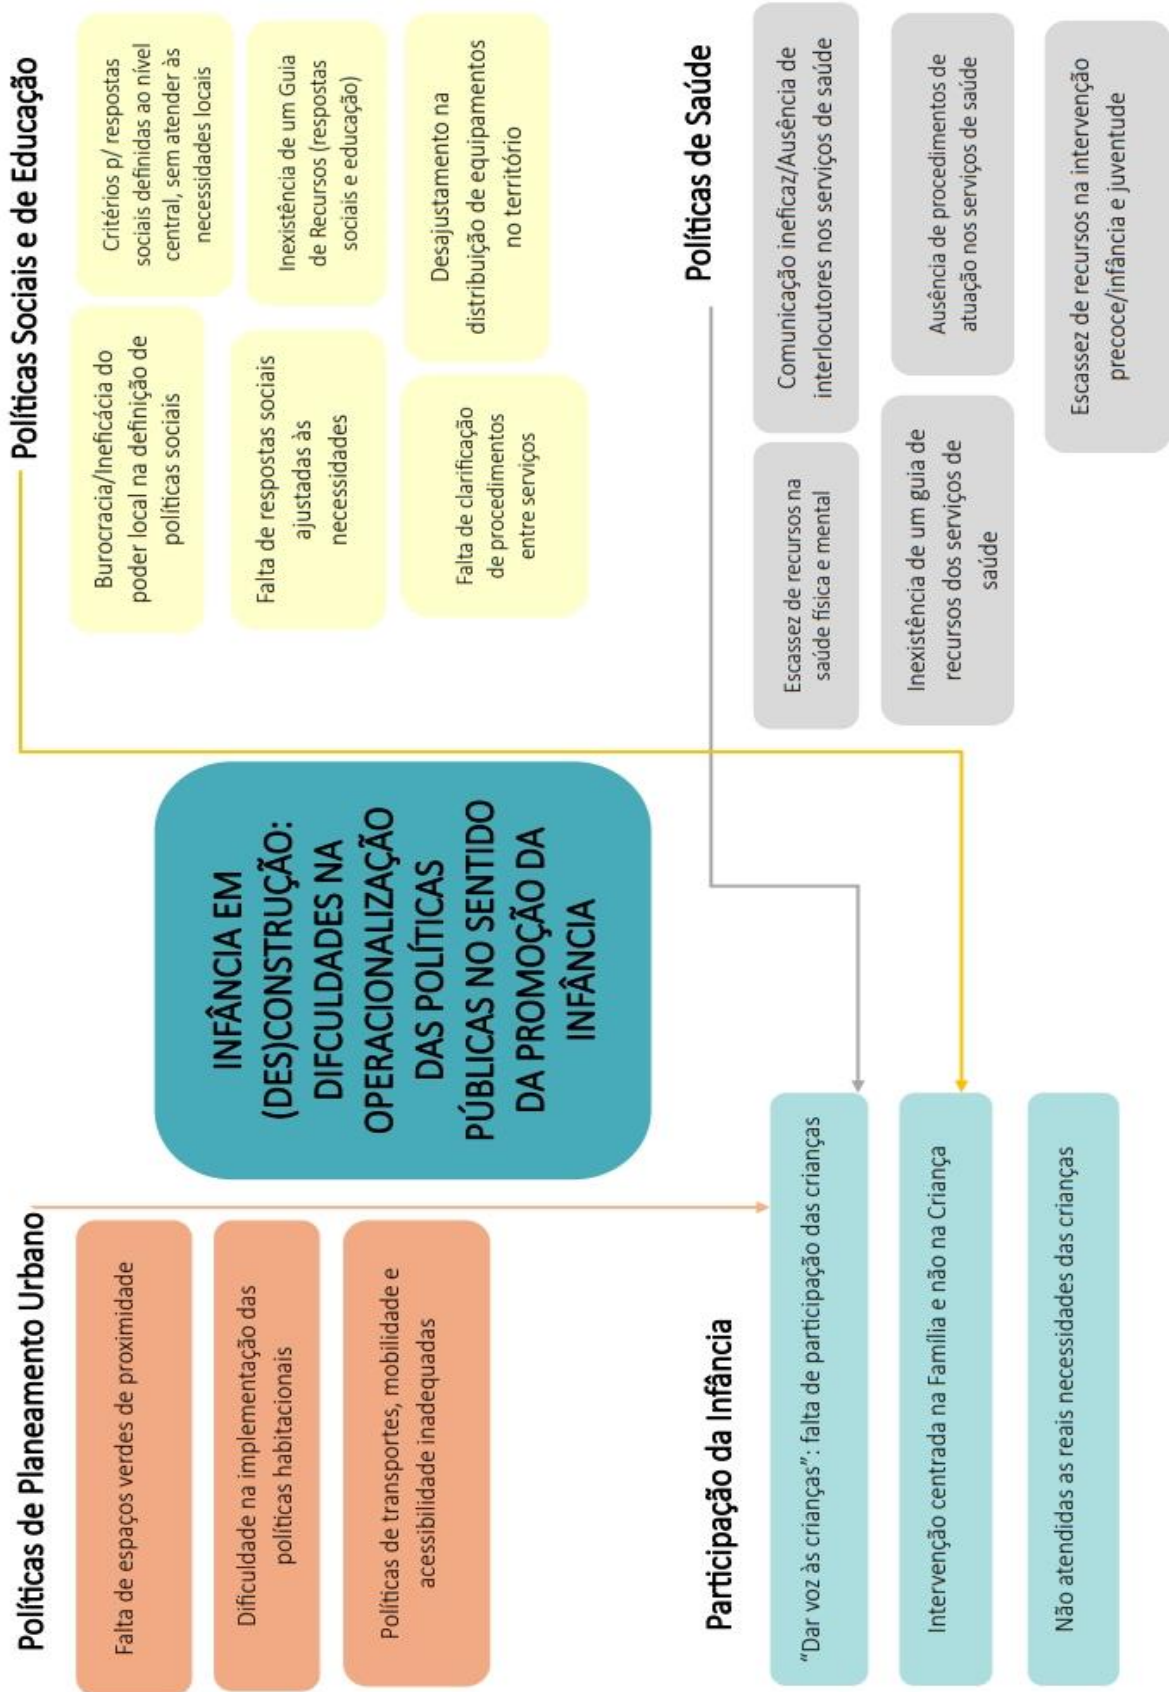 Políticas de Planeamento Urbano
Falta de espaços verdes de proximidade
Dificuldade na implementação das
políticas habitacionais
Políticas de transportes, mobilidade e
acessibilidade inadequadas
INFÂNCIA EM
(DES)CONSTRUÇÃO:
DIFCULDADES NA
OPERACIONALIZAÇÃO
DAS POLÍTICAS
PÚBLICAS NO SENTIDO
DA PROMOÇÃO DA
INFÂNCIA
Políticas Sociais e de Educação
Burocracia/Ineficácia do
poder local na definição de
políticas sociais
Critérios p/ respostas
sociais definidas ao nível
central, sem atender às
necessidades locais
Falta de respostas sociais
ajustadas às
necessidades
Inexistência de um Guia
de Recursos (respostas
sociais e educação)
Falta de clarificação
de procedimentos
entre serviços
Desajustamento na
distribuição de equipamentos
no território
Participação da Infância
“Dar voz às crianças”: falta de participação das crianças
Intervenção centrada na Família e não na Criança
Não atendidas as reais necessidades das crianças
Políticas de Saúde
Escassez de recursos na
saúde física e mental
Comunicação ineficaz/Ausência de
interlocutores nos serviços de saúde
Inexistência de um guia de
recursos dos serviços de
saúde
Ausência de procedimentos de
atuação nos serviços de saúde
Escassez de recursos na intervenção
precoce/infância e juventude